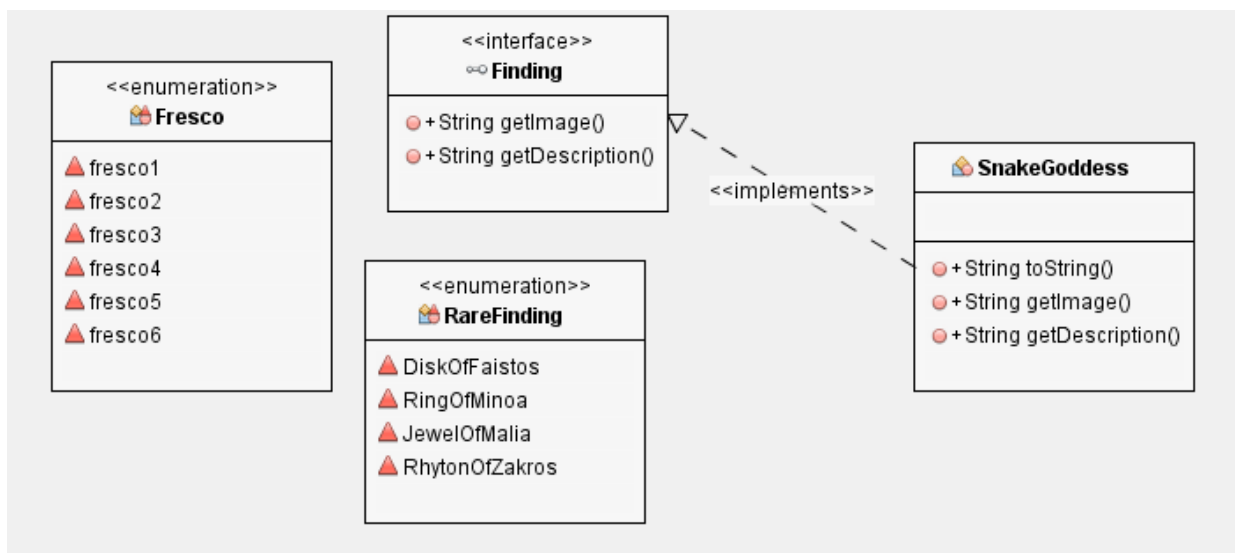 <<enumeration>>
Fresco
fresco1
fresco2
fresco3
fresco4
fresco5
fresco6
<<interface>>
Finding
+ String getImage()
+ String getDescription()
<<enumeration>>
RareFinding
DiskOfFaistos
RingOfMinoa
JewelOfMalia
RhytonOfZakros
<<implements>>
SnakeGoddess
+ String toString()
+ String getImage()
+ String getDescription()